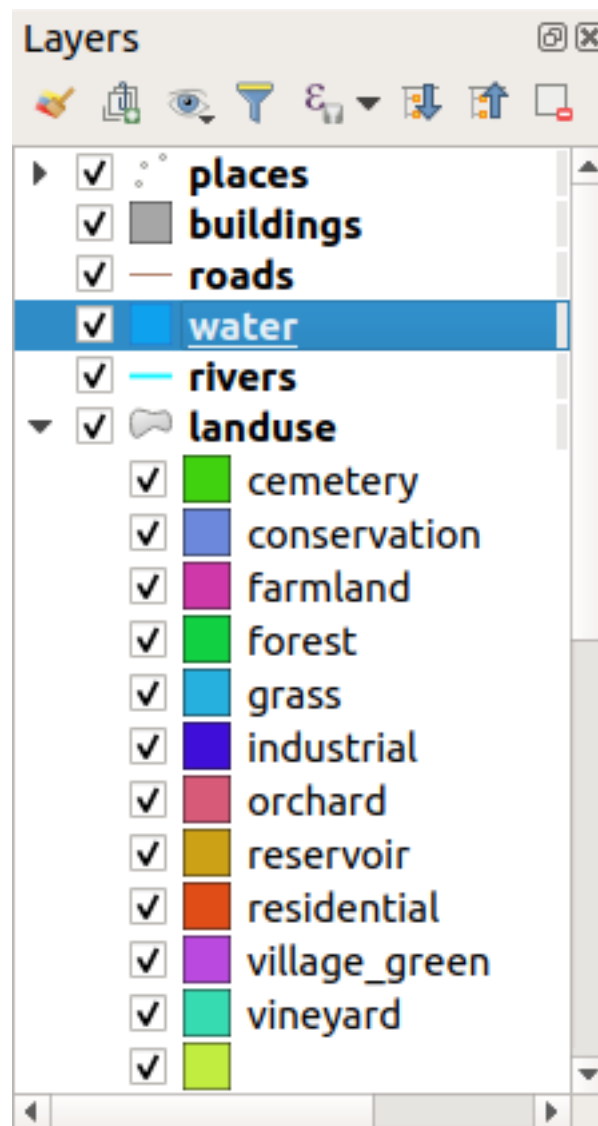 Layers
places
buildings
roads
water
rivers
landuse
cemetery
conservation
farmland
forest
grass
industrial
orchard
reservoir
residential
village_green
vineyard